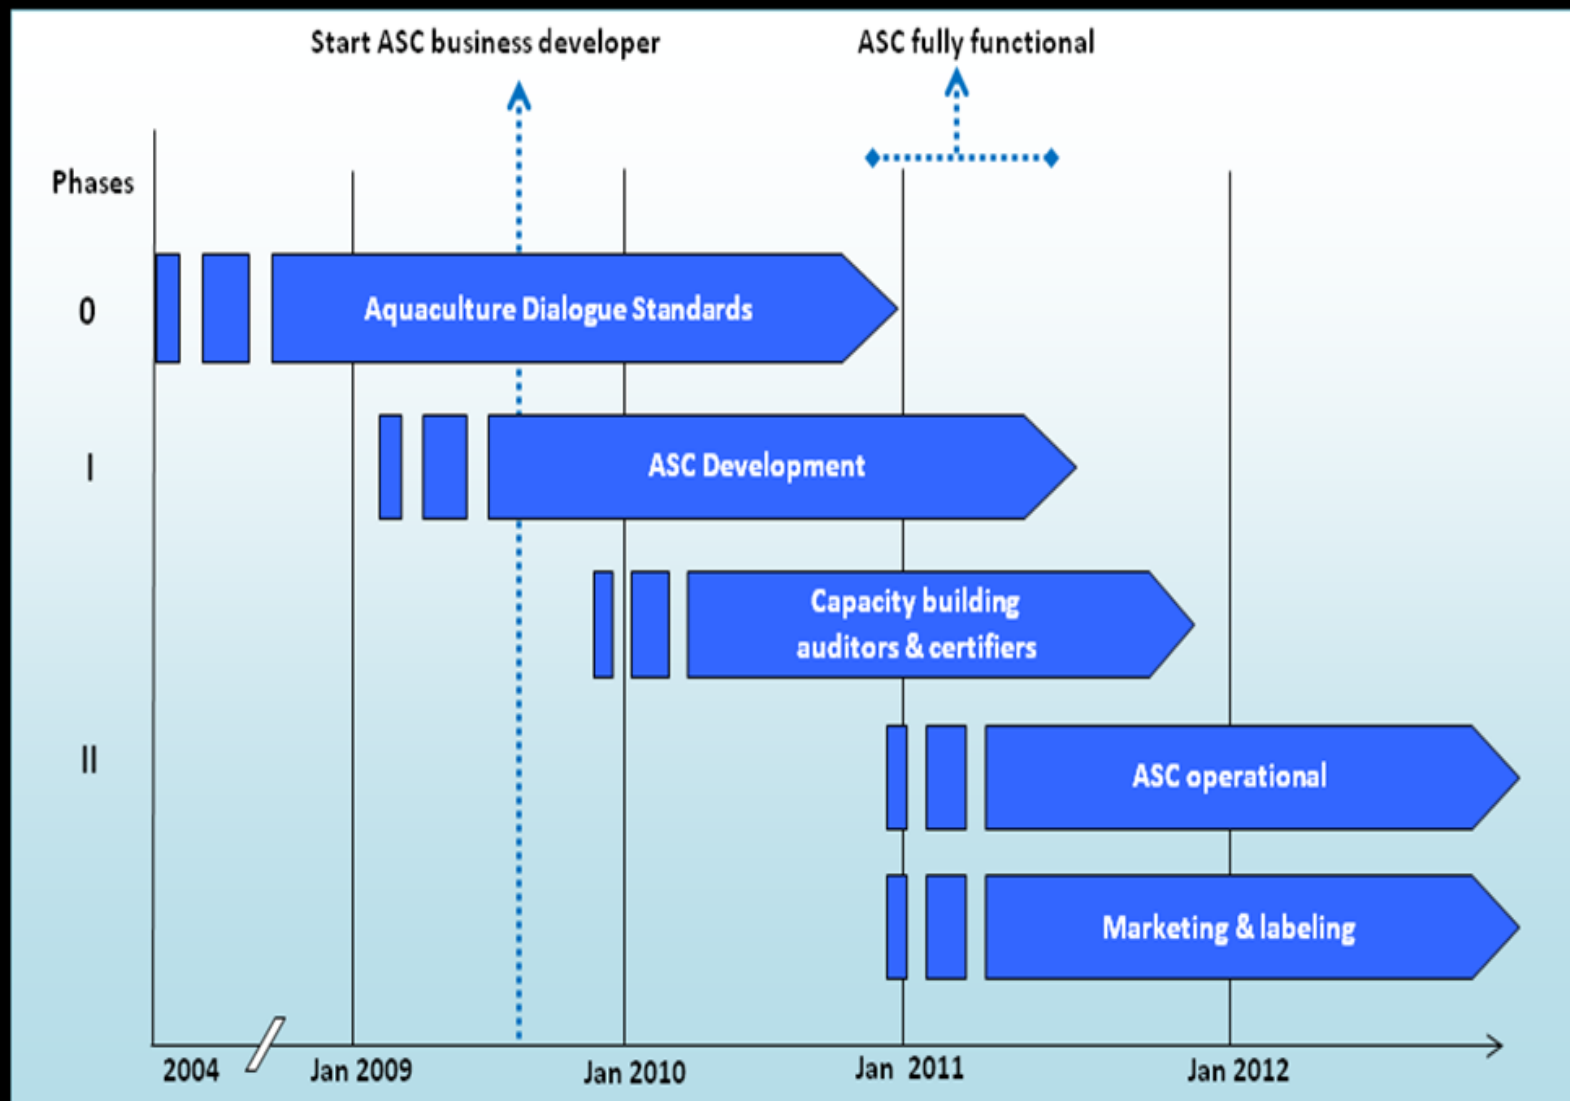 Start ASC business developer
ASC fully functional
Phases
0
Aquaculture Dialogue Standards
I
ASC Development
Capacity building
auditors & certifiers
II
ASC operational
Marketing & labeling
2004
Jan 2009
Jan 2010
Jan 2011
Jan 2012